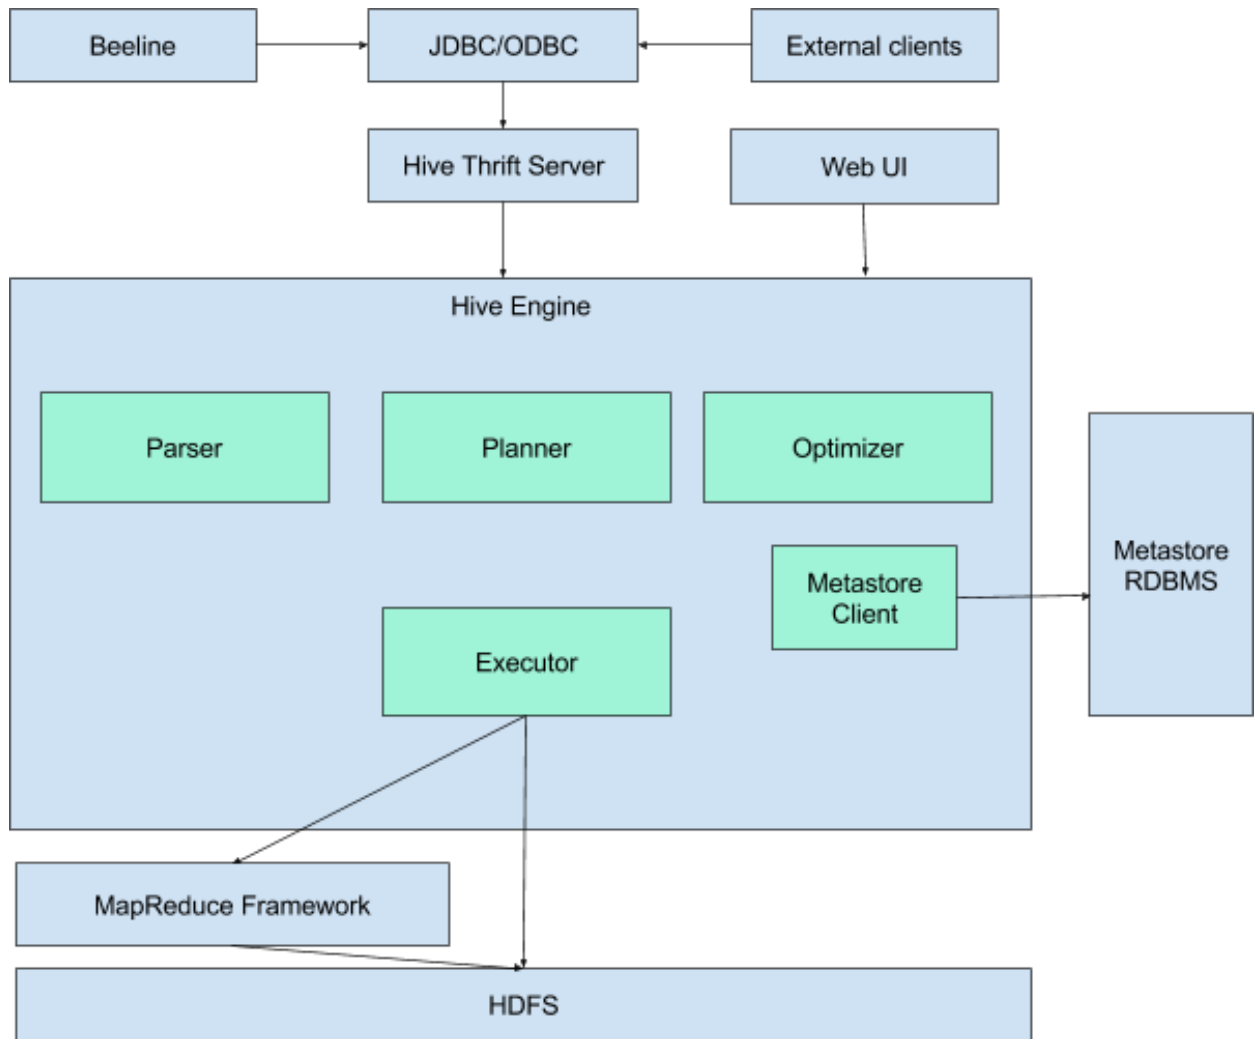 Beeline
JDBC/ODBC
External clients
Hive Thrift Server
Web UI
Hive Engine
Parser
Planner
Optimizer
Metastore
Client
Metastore
RDBMS
Executor
MapReduce Framework
HDFS